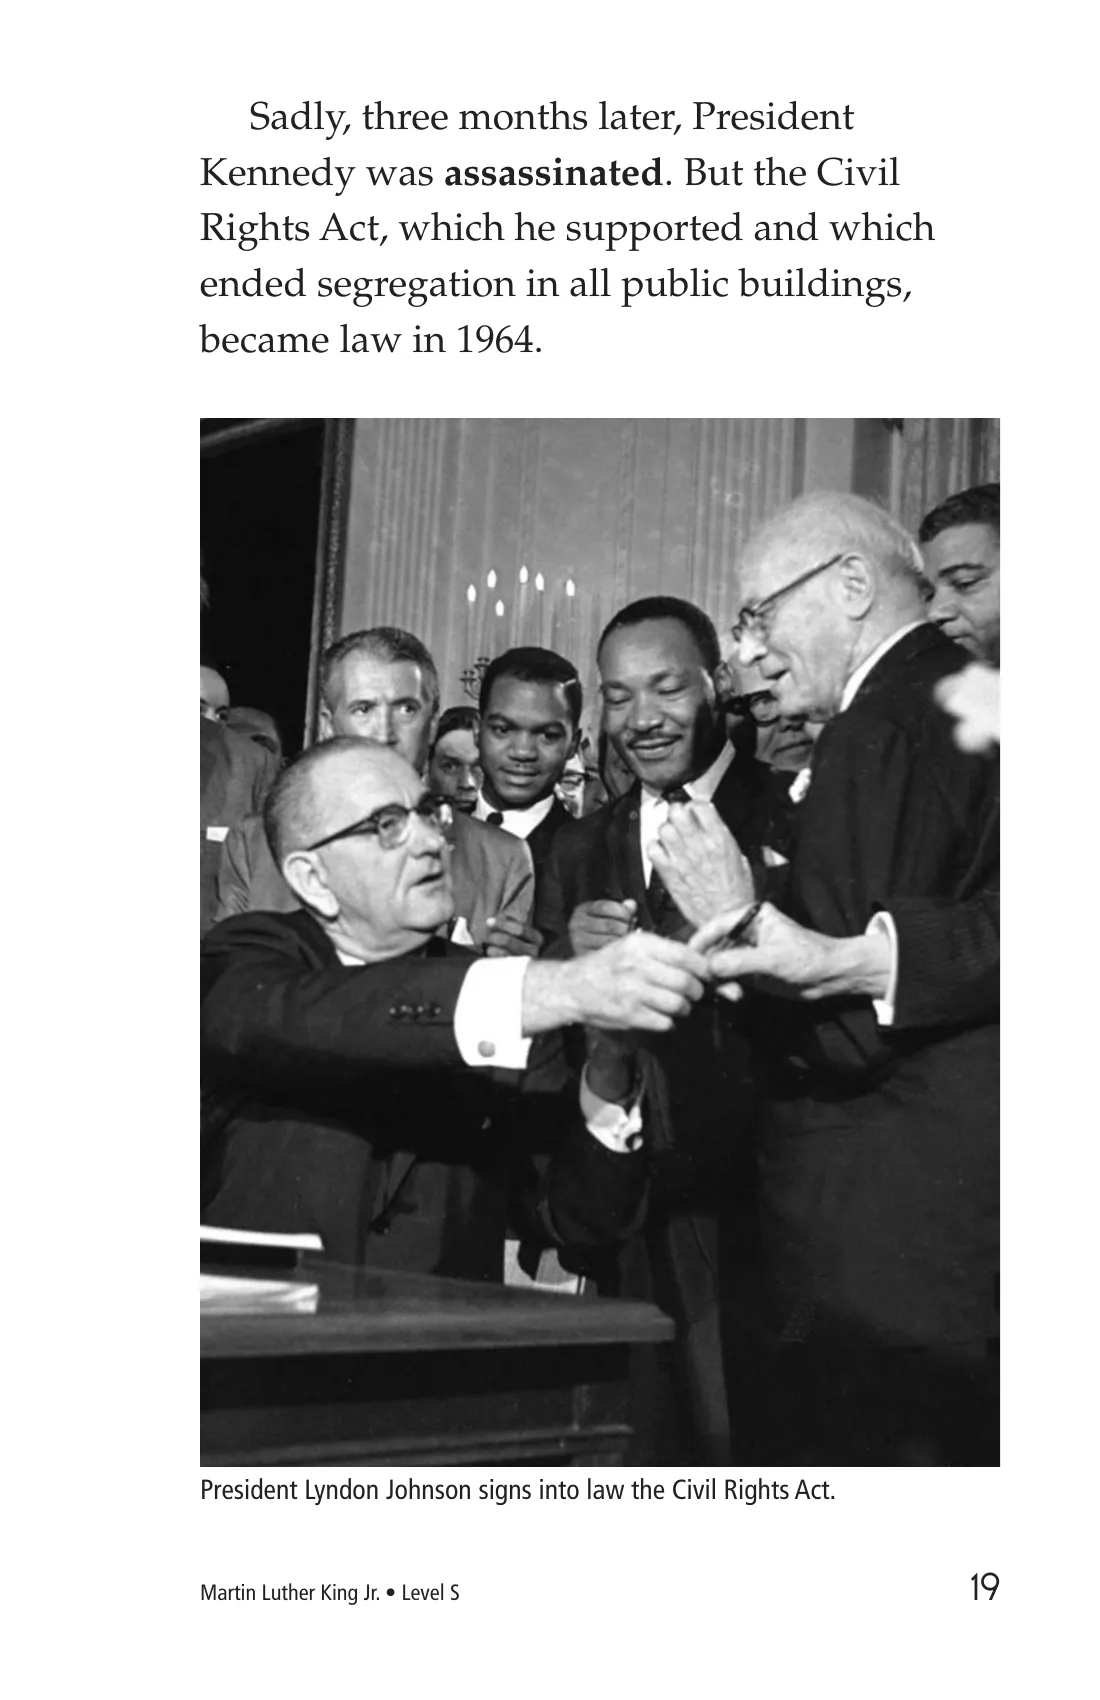 Sadly, three months later, President
Kennedy was assassinated. But the Civil
Rights Act, which he supported and which
ended segregation in all public buildings,
became law in 1964.
President Lyndon Johnson signs into law the Civil Rights Act.
Martin Luther King Jr. • Level S
19